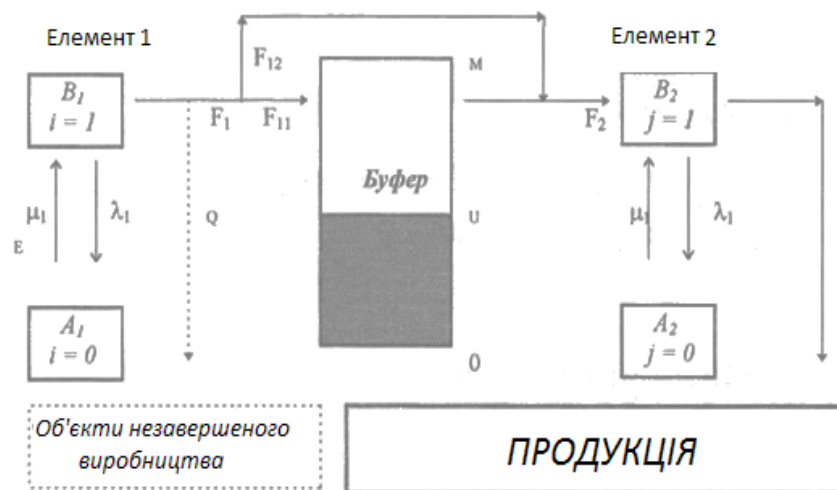 Елемент 1
Елемент 2
F₁₂
M
B₁
i = 1
F₁
F₁₁
F₂
B₂
j = 1
Буфер
μ₁
λ₁
Q
U
μ₁
λ₁
E
A₁
i = 0
0
A₂
j = 0
Об'єкти незавершеного
виробництва
ПРОДУКЦІЯ